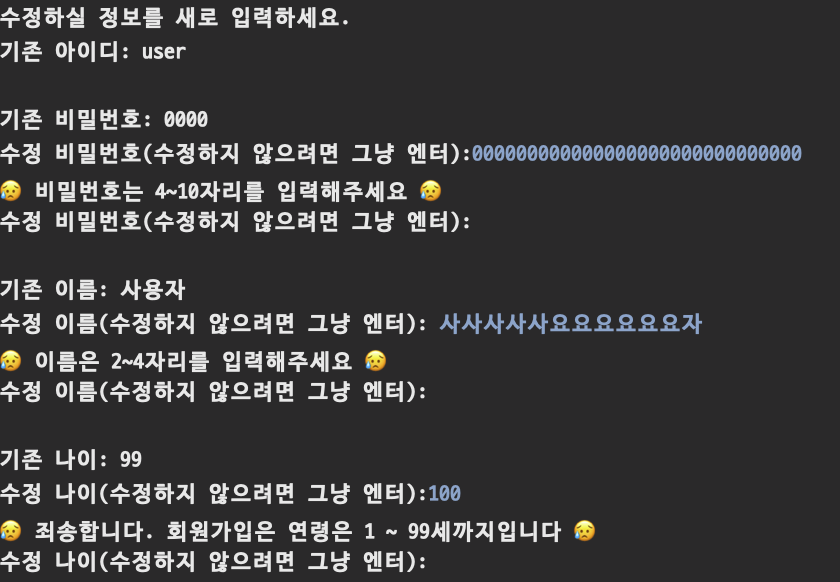 수정하실 정보를 새로 입력하세요.
기존 아이디: user
기존 비밀번호: 0000
수정 비밀번호(수정하지 않으려면 그냥 엔터):000000000000000000000000000000
😥 비밀번호는 4~10자리를 입력해주세요 😥
수정 비밀번호(수정하지 않으려면 그냥 엔터):
기존 이름: 사용자
수정 이름(수정하지 않으려면 그냥 엔터): 사사사사사요요요요요요자
😥 이름은 2~4자리를 입력해주세요 😥
수정 이름(수정하지 않으려면 그냥 엔터):
기존 나이: 99
수정 나이(수정하지 않으려면 그냥 엔터):100
😥 죄송합니다. 회원가입은 연령은 1 ~ 99세까지입니다 😥
수정 나이(수정하지 않으려면 그냥 엔터):